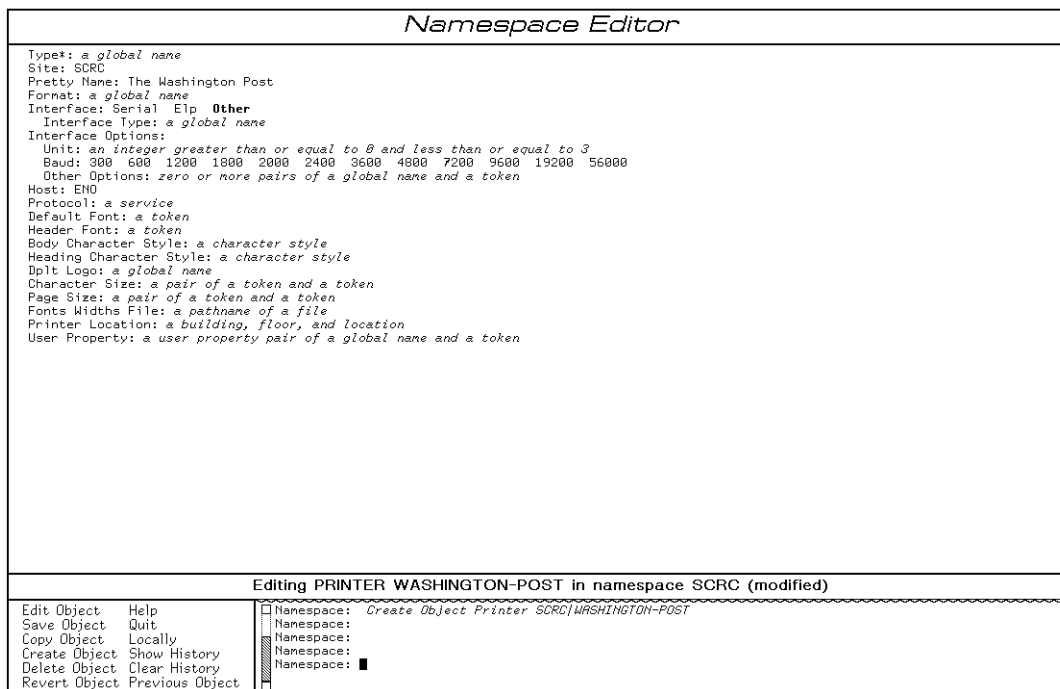 Namespace Editor
Type*: a global name
Site: SCRC
Pretty Name: The Washington Post
Format: a global name
Interface: Serial Elp Other
Interface Type: a global name
Interface Options:
Unit: an integer greater than or equal to 0 and less than or equal to 3
Baud: 300 600 1200 1800 2000 2400 3600 4800 7200 9600 19200 56000
Other Options: zero or more pairs of a global name and a token
Host: ENO
Protocol: a service
Default Font: a token
Header Font: a token
Body Character Style: a character style
Heading Character Style: a character style
Dplt Logo: a global name
Character Size: a pair of a token and a token
Page Size: a pair of a token and a token
Fonts Widths File: a pathname of a file
Printer Location: a building, floor, and location
User Property: a user property pair of a global name and a token
Editing PRINTER WASHINGTON-POST in namespace SCRC (modified)
Edit Object Help
Save Object Quit
Copy Object Locally
Create Object Show History
Delete Object Clear History
Revert Object Previous Object
Namespace: Create Object Printer SCRC|WASHINGTON-POST
Namespace:
Namespace:
Namespace:
Namespace: